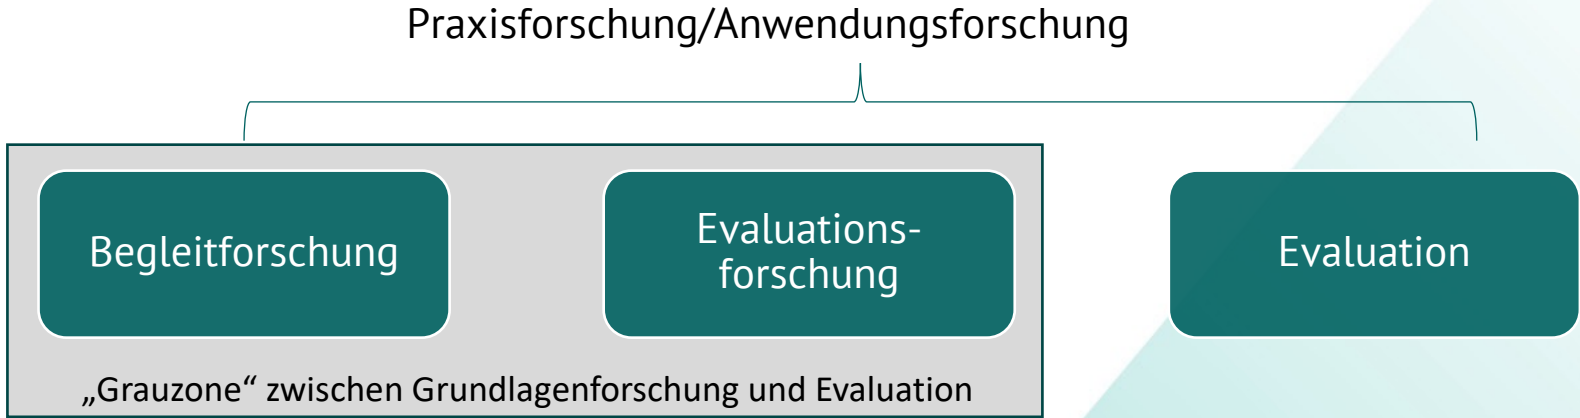 Praxisforschung/Anwendungsforschung
Begleitforschung
Evaluations-
forschung
Evaluation
„Grauzone“ zwischen Grundlagenforschung und Evaluation